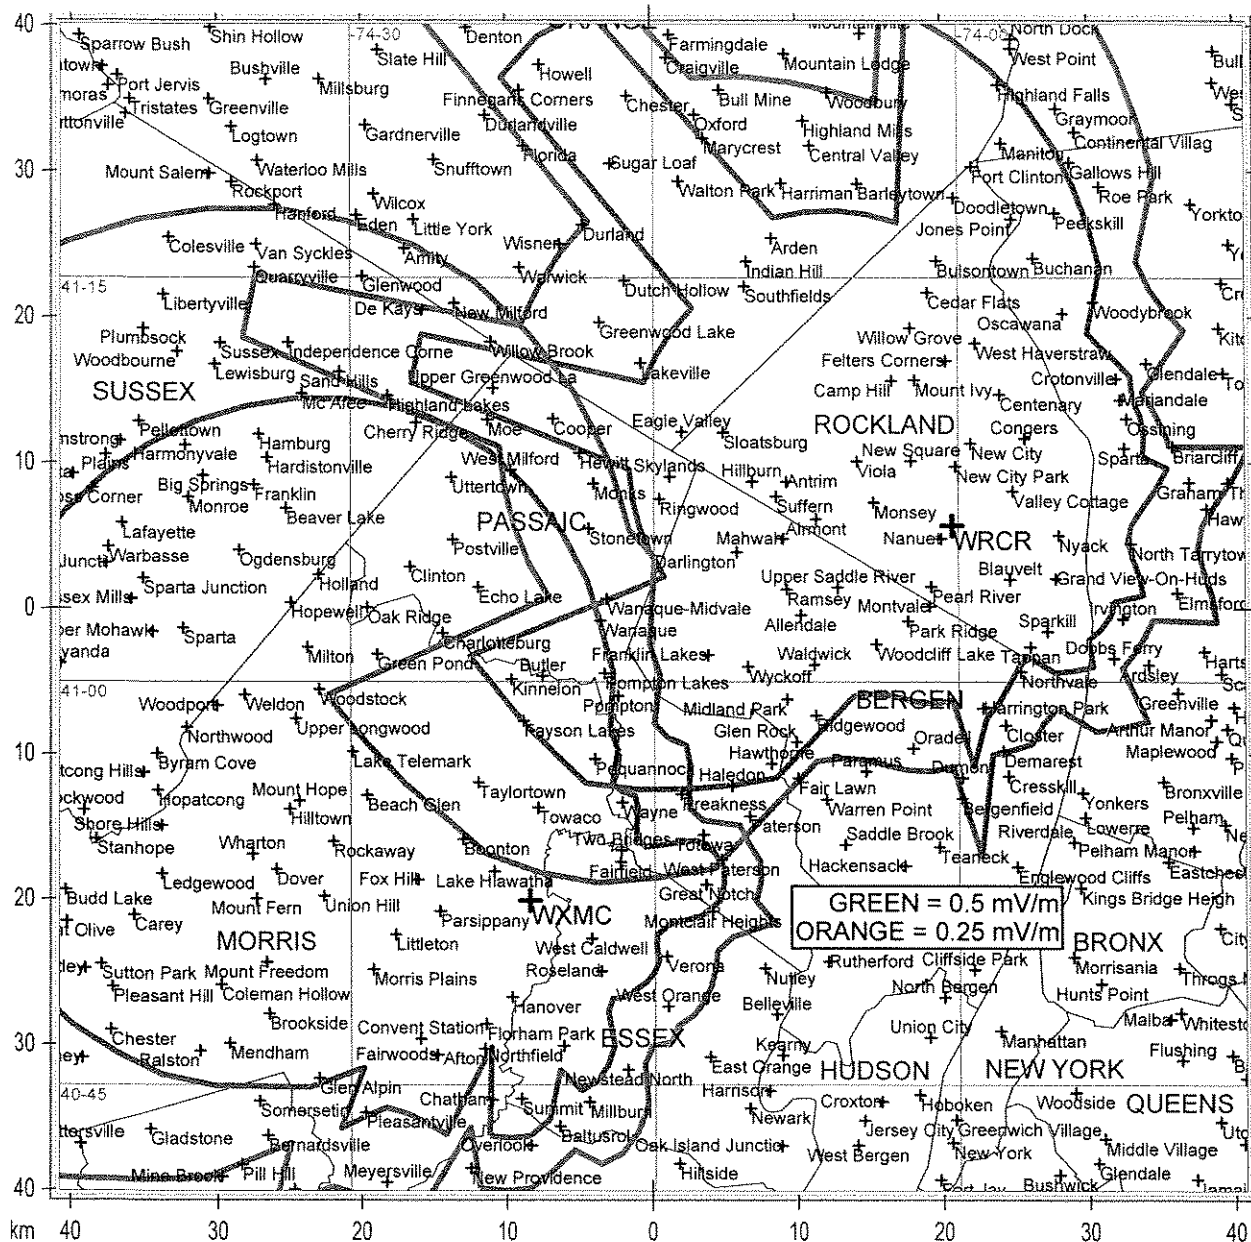 40
Sparrow Bush
Shin Hollow
-74-30
Denton
Farmingdale
-74-00
North Dock
Slate Hill
Craigville
Mountain Lodge
West Point
Bushville
Howell
Port Jervis
Millsburg
Finnegans Corners
Chester
Bull Mine
Woodbury
Highland Falls
Tristates
Greenville
Durlandville
Oxford
Graymoor
Logtown
Gardnerville
Highland Mills
Continental Villag
Florida
Marycrest
Central Valley
Manitou
30
Mount Salem
Waterloo Mills
Snufftown
Sugar Loaf
Fort Clinton
Gallows Hill
Rockport
Wilcox
Walton Park
Harriman
Barleytown
Roe Park
Hanford
Eden
Little York
Doodletown
Peekskill
Yorkto
Durland
Jones Point
Colesville
Van Syckles
Amity
Wisner
Arden
Quarryville
Glenwood
Warwick
Indian Hill
Bulsontown
Buchanan
41-15
Libertyville
De Kays
New Milford
Dutch Hollow
Southfields
Cedar Flats
Woodybrook
20
Plumbsock
Greenwood Lake
Willow Grove
Oscawana
Woodbourne
Sussex
Independence Corne
Willow Brook
Felters Corners
West Haverstraw
Lewisburg
Sand Hills
Upper Greenwood La
Lakeville
Camp Hill
Mount Ivy
Crotonville
Glendale
SUSSEX
Mc Afee
Highland Lakes
Centenary
Mariandale
Pellettown
Cherry Ridge
Moe
Cooper
Eagle Valley
ROCKLAND
Congers
Ossining
Harmonyvale
Hamburg
Sloatsburg
10
Plains
Hardistonville
West Milford
Hewitt
Skylands
Hillburn
New Square
New City
Sparta
Briarcliff
Big Springs
Franklin
Uttertown
Monks
Antrim
Viola
New City Park
Monroe
Beaver Lake
Ringwood
Suffern
Valley Cottage
Lafayette
PASSAIC
Stonetown
Airmont
Monsey
WRCR
Warbasse
Ogdensburg
Postville
Mahwah
Nanuet
Nyack
North Tarrytow
Sparta Junction
Holland
Clinton
Darlington
Upper Saddle River
Blauvelt
Grand View-On-Huds
0
Hopewell
Oak Ridge
Echo Lake
Wanaque-Midvale
Ramsey
Montvale
Pearl River
Irvington
Elmsford
Sparta
Charlotteburg
Wanaque
Allendale
Park Ridge
Sparkill
Milton
Green Pond
Butler
Franklin Lakes
Waldwick
Woodcliff Lake
Tappan
Dobbs Ferry
41-00
Kinnelon
Pompton Lakes
Wyckoff
Northvale
Ardsley
Woodport
Weldon
Woodstock
Pompton
Midland Park
BERGEN
Harrington Park
Greenville
Northwood
Upper Longwood
Fayson Lakes
Glen Rock
Ridgewood
Oradell
Closter
Arthur Manor
10
Byram Cove
Lake Telemark
Pequannock
Hawthorne
Paramus
Dumont
Demarest
Maplewood
Hopatcong
Mount Hope
Beach Glen
Taylortown
Haledon
Fair Lawn
Cresskill
Bronxville
Shore Hills
Hilltown
Towaco
Wayne
Preakness
Warren Point
Bergenfield
Yonkers
Stanhope
Wharton
Rockaway
Boonton
Two Bridges
Totowa
Paterson
Saddle Brook
Riverdale
Lowerre
Pelham
Ledgewood
Dover
Fox Hill
Lake Hiawatha
Fairfield
West Paterson
Hackensack
Teaneck
Pelham Manor
20
Budd Lake
Mount Fern
Union Hill
Great Notch
Englewood Cliffs
Eastches
Carey
Parsippany
WXMC
Montclair Heights
GREEN = 0.5 mV/m
ORANGE = 0.25 mV/m
Kings Bridge Heigh
MORRIS
Littleton
West Caldwell
BRONX
Sutton Park
Mount Freedom
Morris Plains
Roseland
Verona
Nutley
Rutherford
Cliffside Park
Morrisania
Pleasant Hill
Coleman Hollow
Hanover
West Orange
Belleville
North Bergen
Hunts Point
Brookside
Convent Station
Florham Park
ESSEX
Union City
Malba
30
Chester
Mendham
Fairwoods
Afton
Northfield
Kearny
Manhattan
Flushing
Ralston
Newstead North
East Orange
HUDSON
NEW YORK
40-45
Glen Alpin
Chatham
Harrison
Woodside
QUEENS
Somersetin
Pleasantville
Summit
Millburn
Newark
Croxton
Hoboken
Gladstone
Bernardsville
Overlook
Baltusrol
Jersey City
Greenwich Village
Middle Village
Mine Brook
Pill Hill
Meyersville
New Providence
Oak Island Junctio
West Bergen
New York
Glendale
40
Hillside
Fort Jay
Bushwick
km 40 30 20 10 0 10 20 30 40